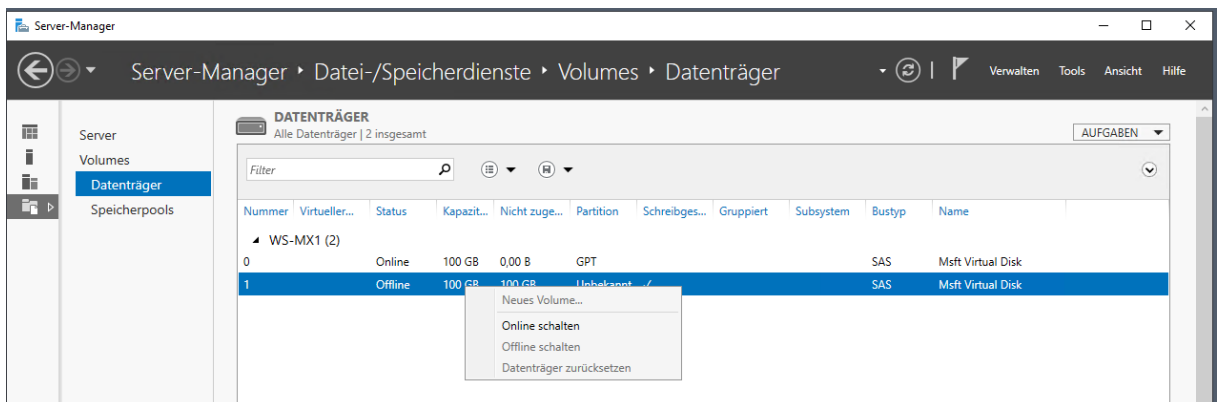 Server-Manager
Server-Manager ‣ Datei-/Speicherdienste ‣ Volumes ‣ Datenträger
Verwalten Tools Ansicht Hilfe
Server
Volumes
Datenträger
Speicherpools
DATENTRÄGER
Alle Datenträger | 2 insgesamt
AUFGABEN
Filter
Nummer Virtueller... Status Kapazit... Nicht zuge... Partition Schreibges... Gruppiert Subsystem Bustyp Name
WS-MX1 (2)
0 Online 100 GB 0,00 B GPT SAS Msft Virtual Disk
1 Offline 100 GB 100 GB Unbekannt ✓ SAS Msft Virtual Disk
Neues Volume...
Online schalten
Offline schalten
Datenträger zurücksetzen